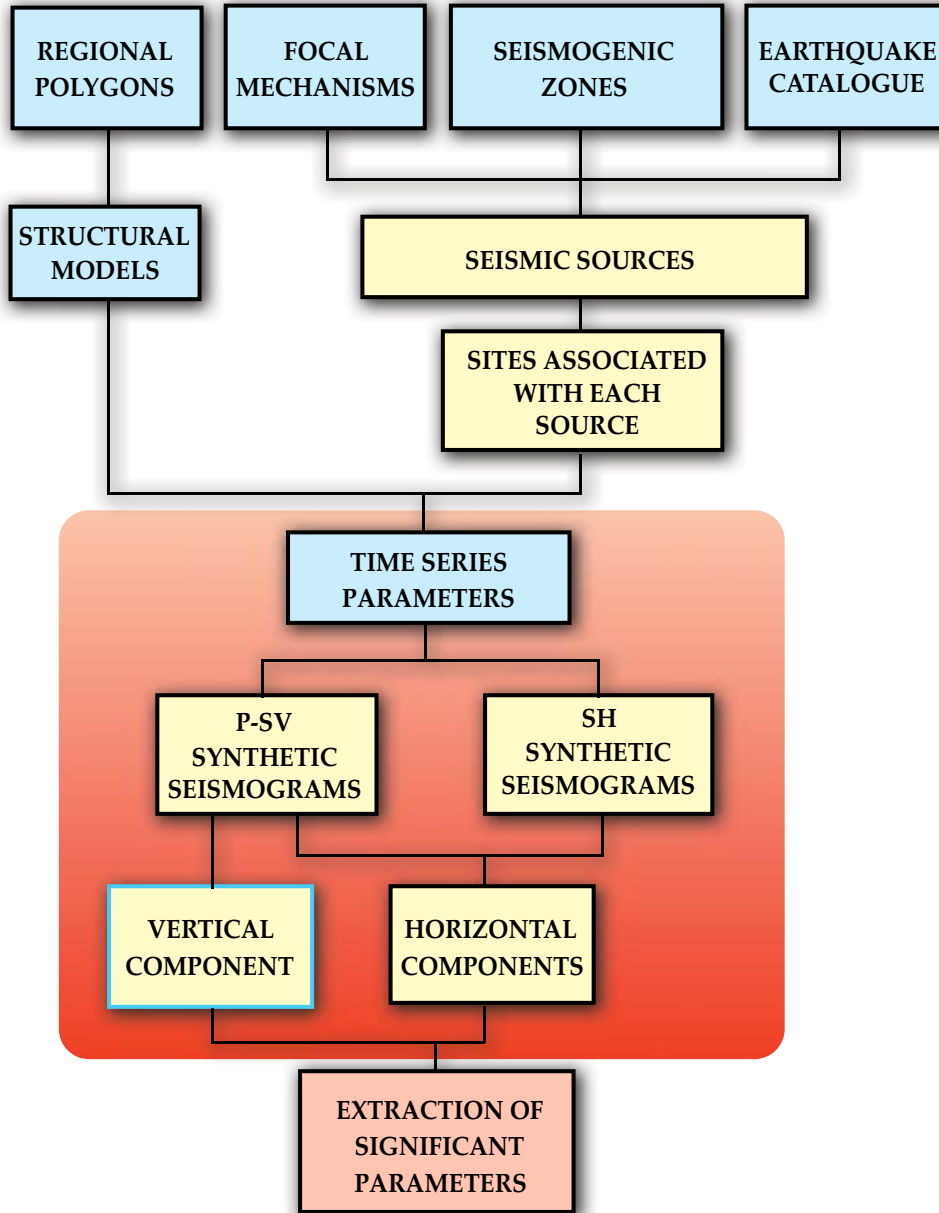 REGIONAL
POLYGONS
FOCAL
MECHANISMS
SEISMOGENIC
ZONES
EARTHQUAKE
CATALOGUE
STRUCTURAL
MODELS
SEISMIC SOURCES
SITES ASSOCIATED
WITH EACH
SOURCE
TIME SERIES
PARAMETERS
P-SV
SYNTHETIC
SEISMOGRAMS
SH
SYNTHETIC
SEISMOGRAMS
VERTICAL
COMPONENT
HORIZONTAL
COMPONENTS
EXTRACTION OF
SIGNIFICANT
PARAMETERS